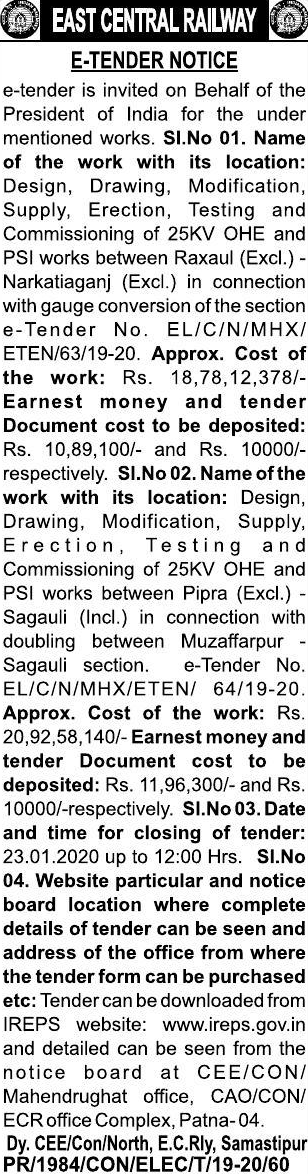 EAST CENTRAL RAILWAY
E-TENDER NOTICE
e-tender is invited on Behalf of the
President of India for the under
mentioned works. SI.No 01. Name
of the work with its location:
Design, Drawing, Modification,
Supply, Erection, Testing and
Commissioning of 25KV OHE and
PSI works between Raxaul (Excl.) -
Narkatiaganj (Excl.) in connection
with gauge conversion of the section
e-Tender No. EL/C/N/MHX/
ETEN/63/19-20. Approx. Cost of
the work: Rs. 18,78,12,378/-
Earnest money and tender
Document cost to be deposited:
Rs. 10,89,100/- and Rs. 10000/-
respectively. SI.No 02. Name of the
work with its location: Design,
Drawing, Modification, Supply,
Erection, Testing and
Commissioning of 25KV OHE and
PSI works between Pipra (Excl.) -
Sagauli (Incl.) in connection with
doubling between Muzaffarpur -
Sagauli section. e-Tender No.
EL/C/N/MHX/ETEN/ 64/19-20.
Approx. Cost of the work: Rs.
20,92,58,140/- Earnest money and
tender Document cost to be
deposited: Rs. 11,96,300/- and Rs.
10000/-respectively. SI.No 03. Date
and time for closing of tender:
23.01.2020 up to 12:00 Hrs. SI.No
04. Website particular and notice
board location where complete
details of tender can be seen and
address of the office from where
the tender form can be purchased
etc: Tender can be downloaded from
IREPS website: www.ireps.gov.in
and detailed can be seen from the
notice board at CEE/CON/
Mahendrughat office, CAO/CON/
ECR office Complex, Patna- 04.
Dy. CEE/Con/North, E.C.Rly, Samastipur
PR/1984/CON/ELEC/T/19-20/60